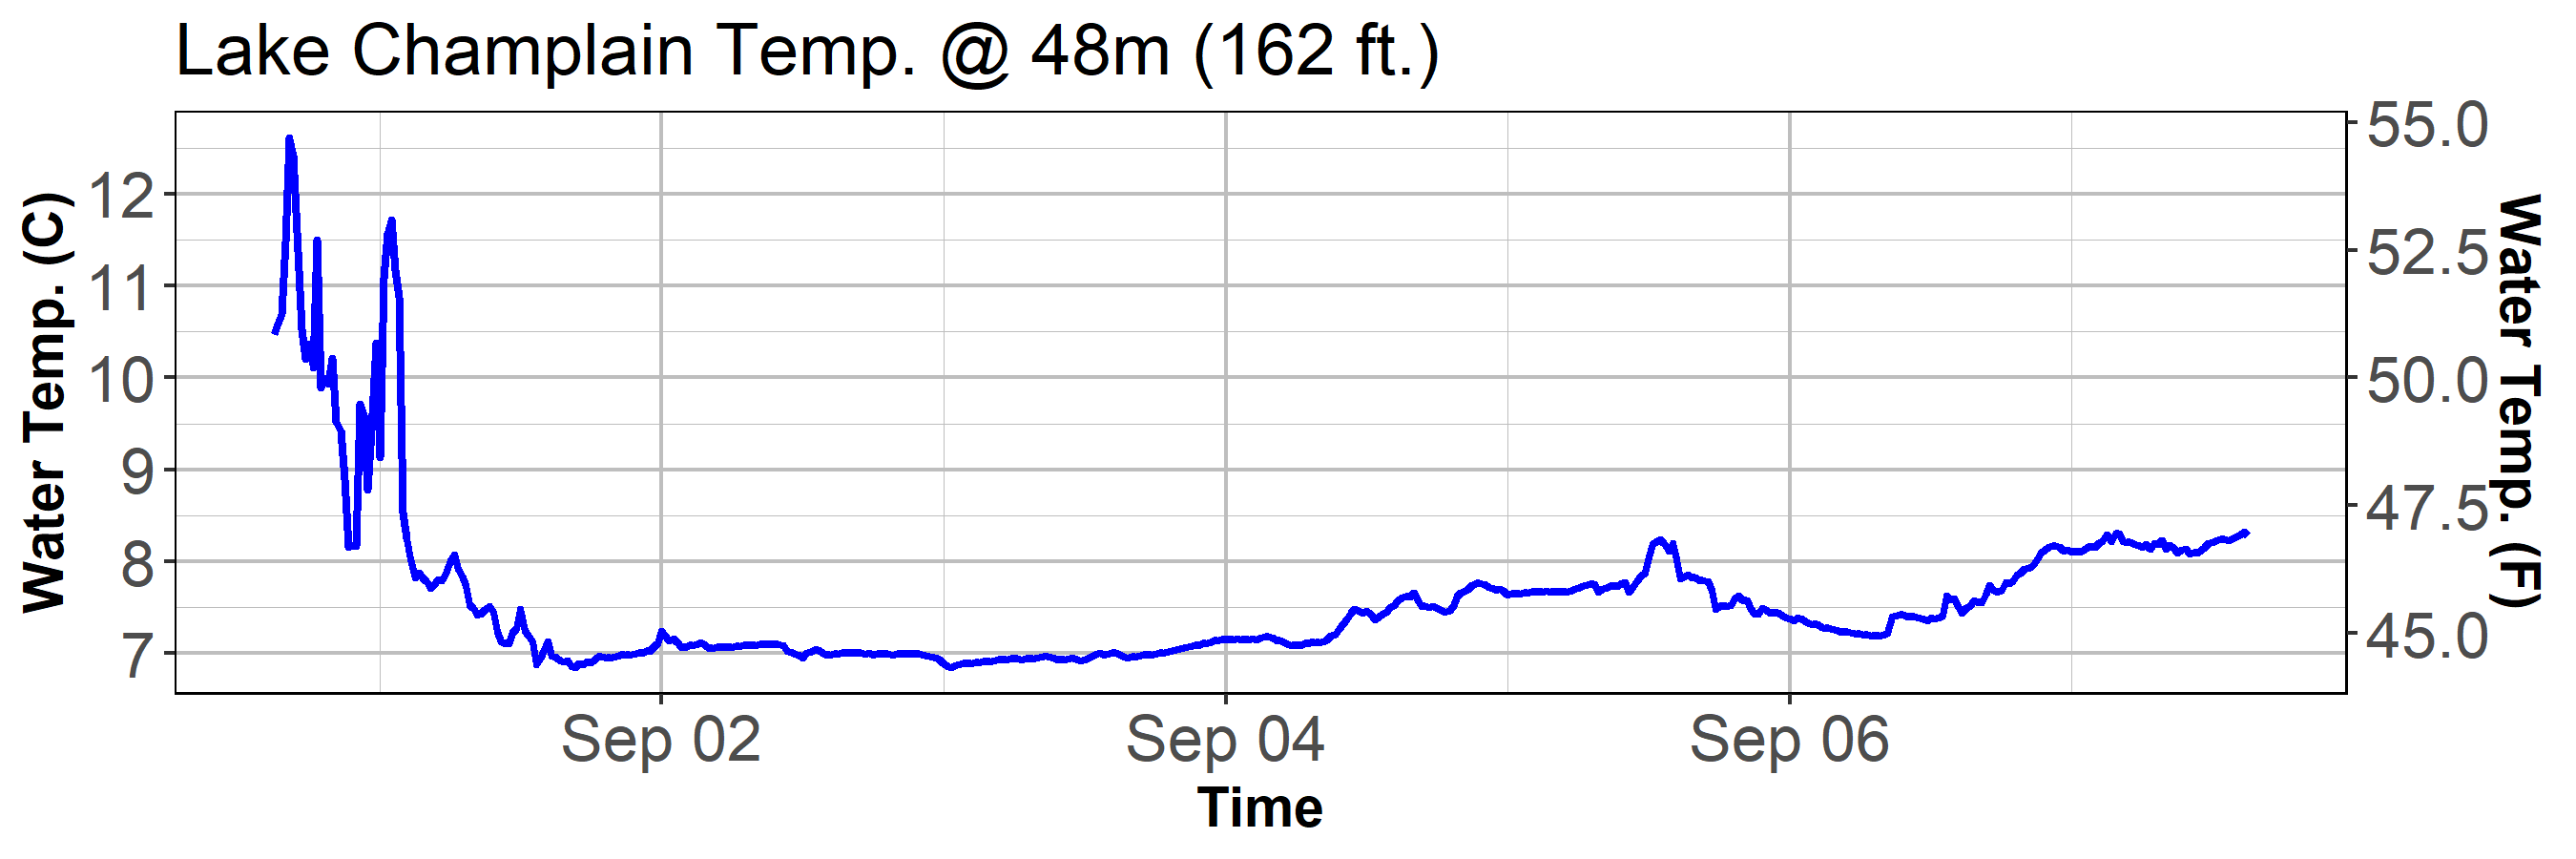 Lake Champlain Temp. @ 48m (162 ft.)
Water Temp. (C)
12
11
10
9
8
7
55.0
52.5
50.0
47.5
45.0
Water Temp. (F)
Sep 02 Sep 04 Sep 06
Time